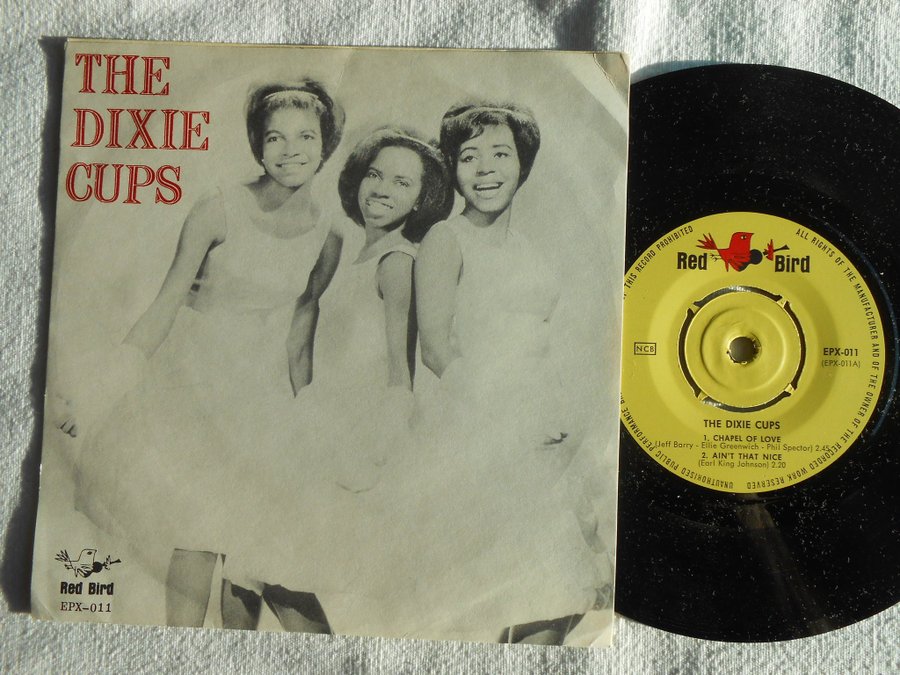 THE
DIXIE
CUPS
Red Bird
EPX-011
Red Bird
NCB
EPX-011
(EPX-011A)
THE DIXIE CUPS
1. CHAPEL OF LOVE
(Jeff Barry - Ellie Greenwich - Phil Spector) 2.45
2. AIN'T THAT NICE
(Earl King Johnson) 2.20
ALL RIGHTS OF THE MANUFACTURER AND OF THE OWNER OF THE RECORDED WORK RESERVED
UNAUTHORISED PUBLIC PERFORMANCE
OF THIS RECORD PROHIBITED